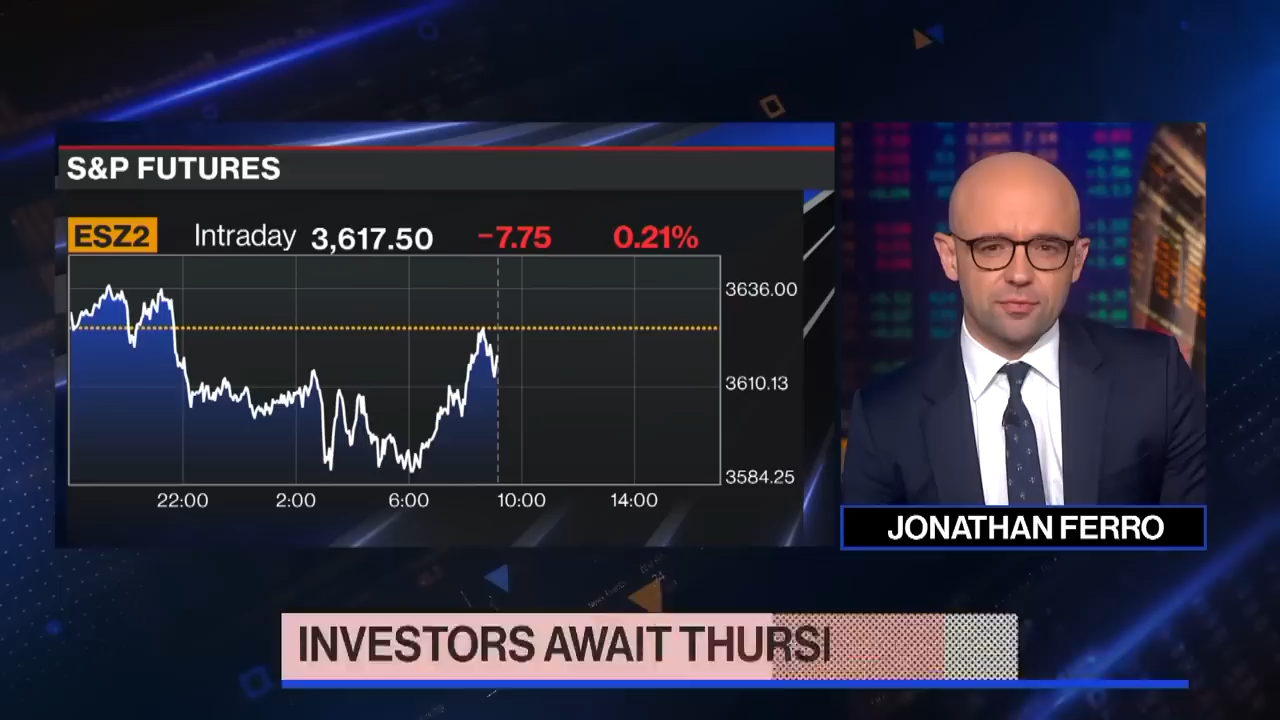 S&P FUTURES
ESZ2 Intraday 3,617.50 −7.75 0.21%
3636.00
3610.13
3584.25
22:00 2:00 6:00 10:00 14:00
JONATHAN FERRO
INVESTORS AWAIT THURS